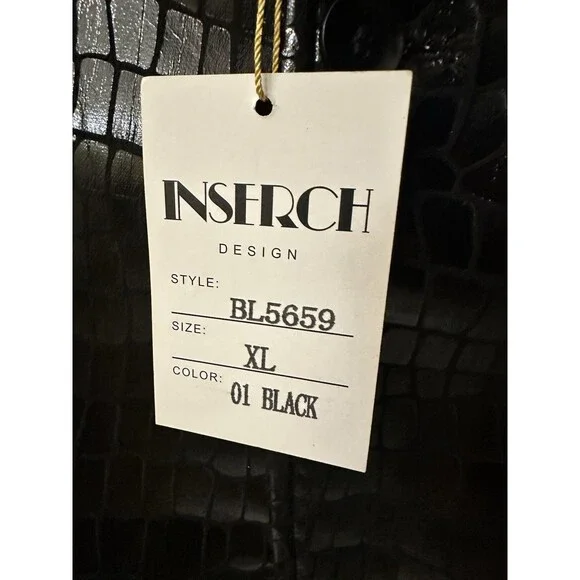 INSERCH
DESIGN
STYLE: BL5659
SIZE: XL
COLOR: 01 BLACK